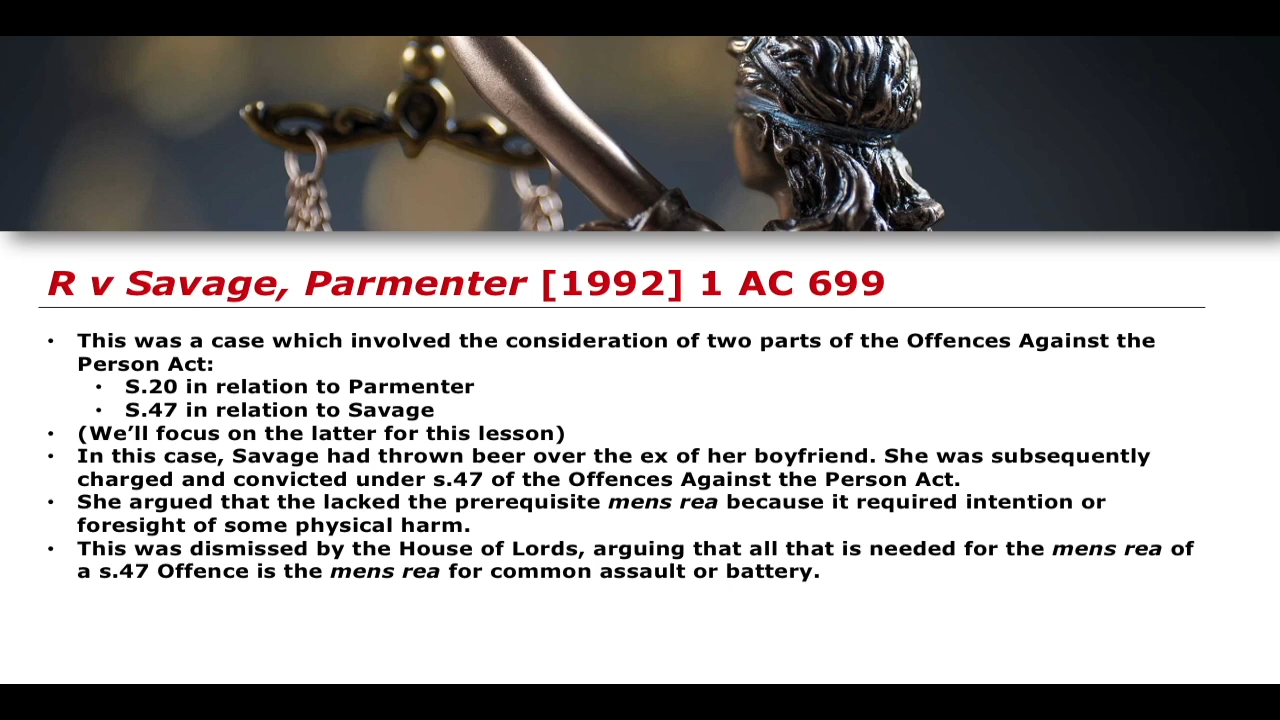 R v Savage, Parmenter [1992] 1 AC 699
• This was a case which involved the consideration of two parts of the Offences Against the
Person Act:
• S.20 in relation to Parmenter
• S.47 in relation to Savage
• (We’ll focus on the latter for this lesson)
• In this case, Savage had thrown beer over the ex of her boyfriend. She was subsequently
charged and convicted under s.47 of the Offences Against the Person Act.
• She argued that the lacked the prerequisite mens rea because it required intention or
foresight of some physical harm.
• This was dismissed by the House of Lords, arguing that all that is needed for the mens rea of
a s.47 Offence is the mens rea for common assault or battery.